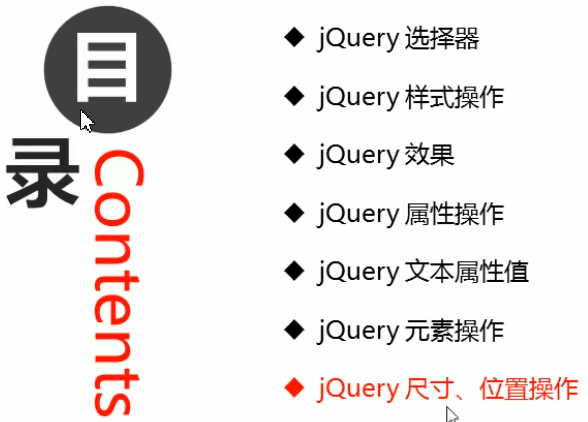 目录
Contents
◆ jQuery 选择器
◆ jQuery 样式操作
◆ jQuery 效果
◆ jQuery 属性操作
◆ jQuery 文本属性值
◆ jQuery 元素操作
◆ jQuery 尺寸、位置操作